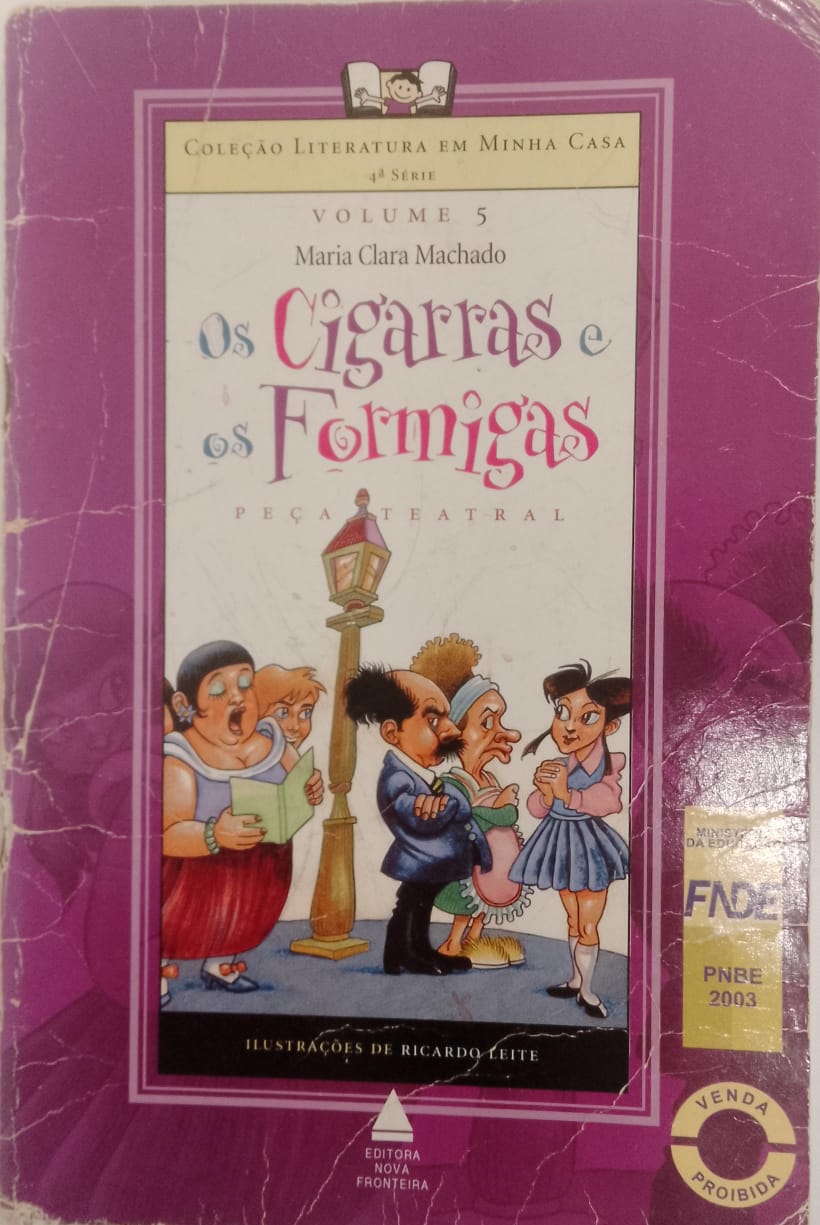 Coleção Literatura em Minha Casa
4ª Série
VOLUME 5
Maria Clara Machado
Os Cigarras e
os Formigas
PEÇA TEATRAL
ILUSTRAÇÕES DE RICARDO LEITE
MINISTÉRIO
DA EDUCAÇÃO
FNDE
PNBE
2003
VENDA
PROIBIDA
EDITORA
NOVA
FRONTEIRA